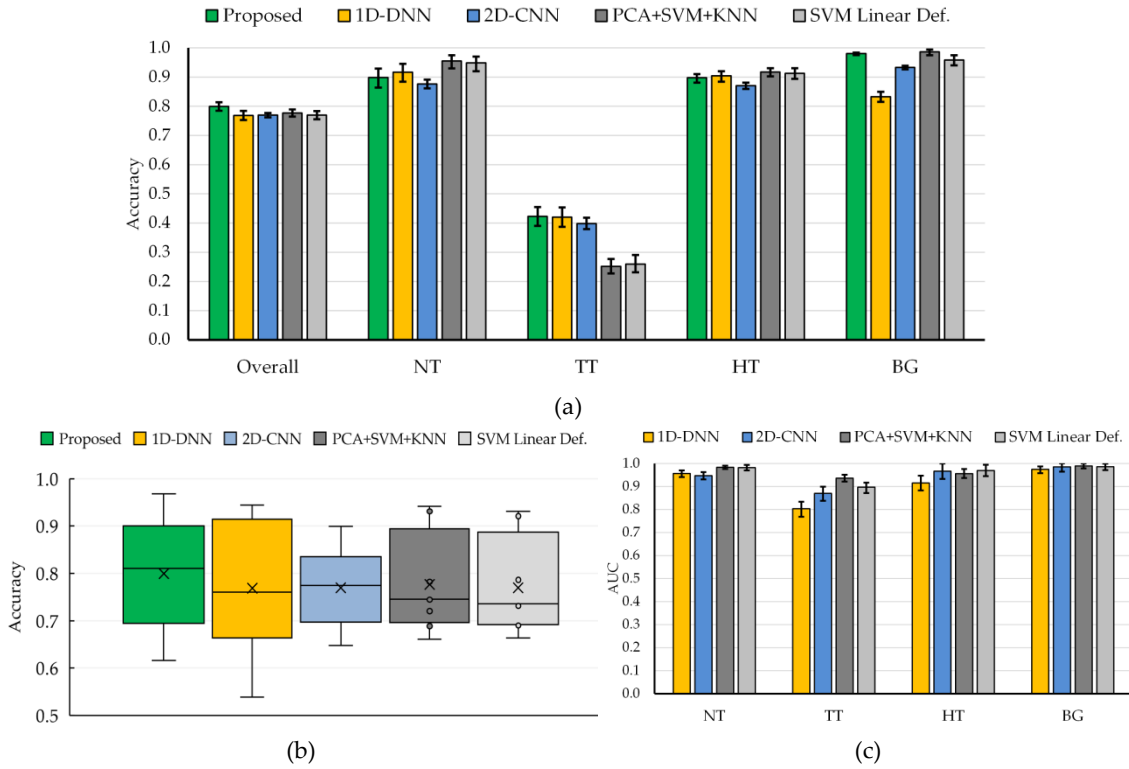 Proposed 1D-DNN 2D-CNN PCA+SVM+KNN SVM Linear Def.
1.0
0.9
0.8
0.7
0.6
0.5
0.4
0.3
0.2
0.1
0.0
Accuracy
Overall NT TT HT BG
(a)
Proposed 1D-DNN 2D-CNN PCA+SVM+KNN SVM Linear Def.
1.0
0.9
0.8
0.7
0.6
0.5
Accuracy
(b)
1D-DNN 2D-CNN PCA+SVM+KNN SVM Linear Def.
1.0
0.9
0.8
0.7
0.6
0.5
0.4
0.3
0.2
0.1
0.0
AUC
NT TT HT BG
(c)